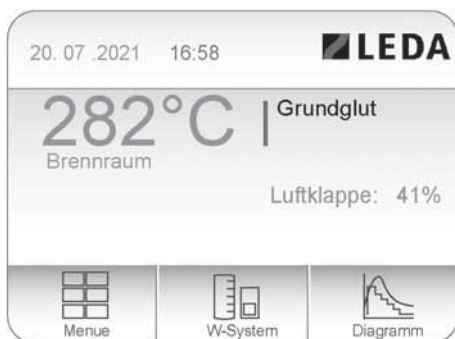 20. 07 .2021 16:58 LEDA
282°C | Grundglut
Brennraum
Luftklappe: 41%
Menue W-System Diagramm